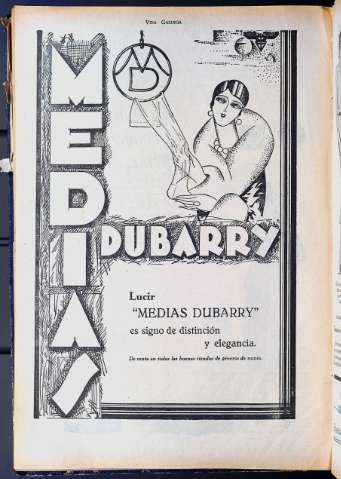 Vida Gallega
MEDIAS
MD
DUBARRY
Lucir
"MEDIAS DUBARRY"
es signo de distinción
y elegancia.
De venta en todas las buenas tiendas de géneros de punto.